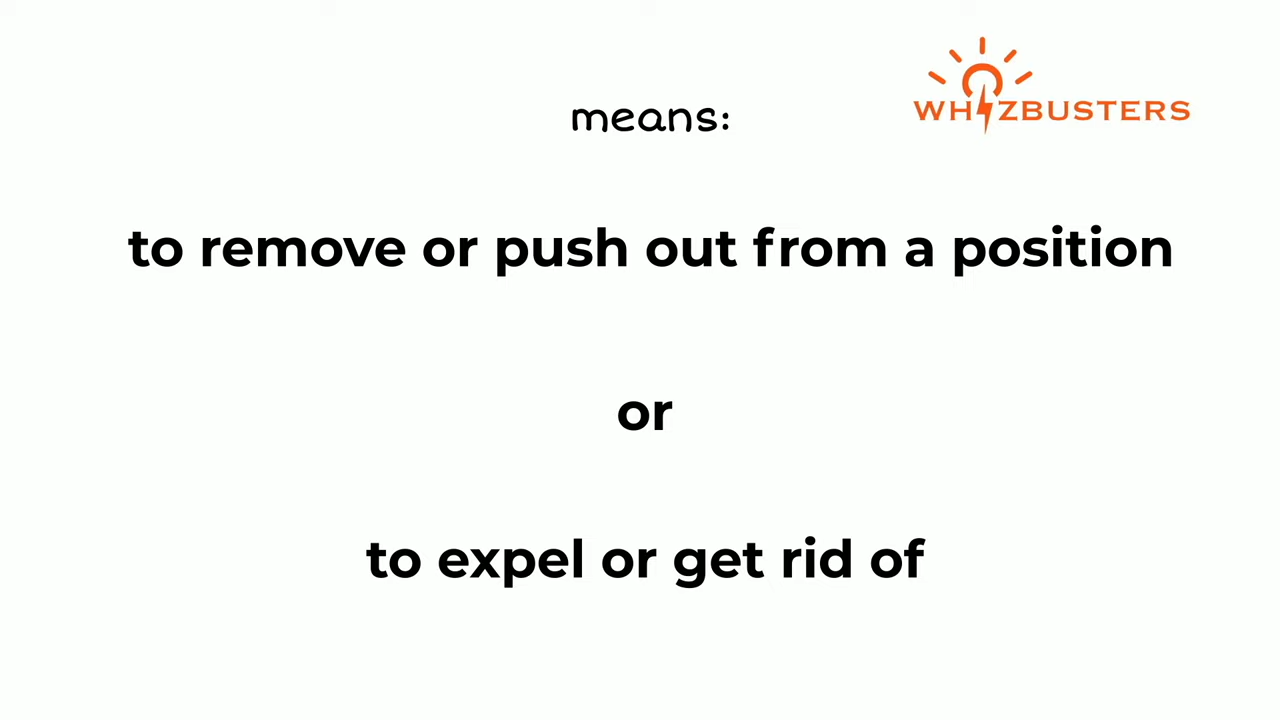 means:
WHIZBUSTERS
to remove or push out from a position
or
to expel or get rid of